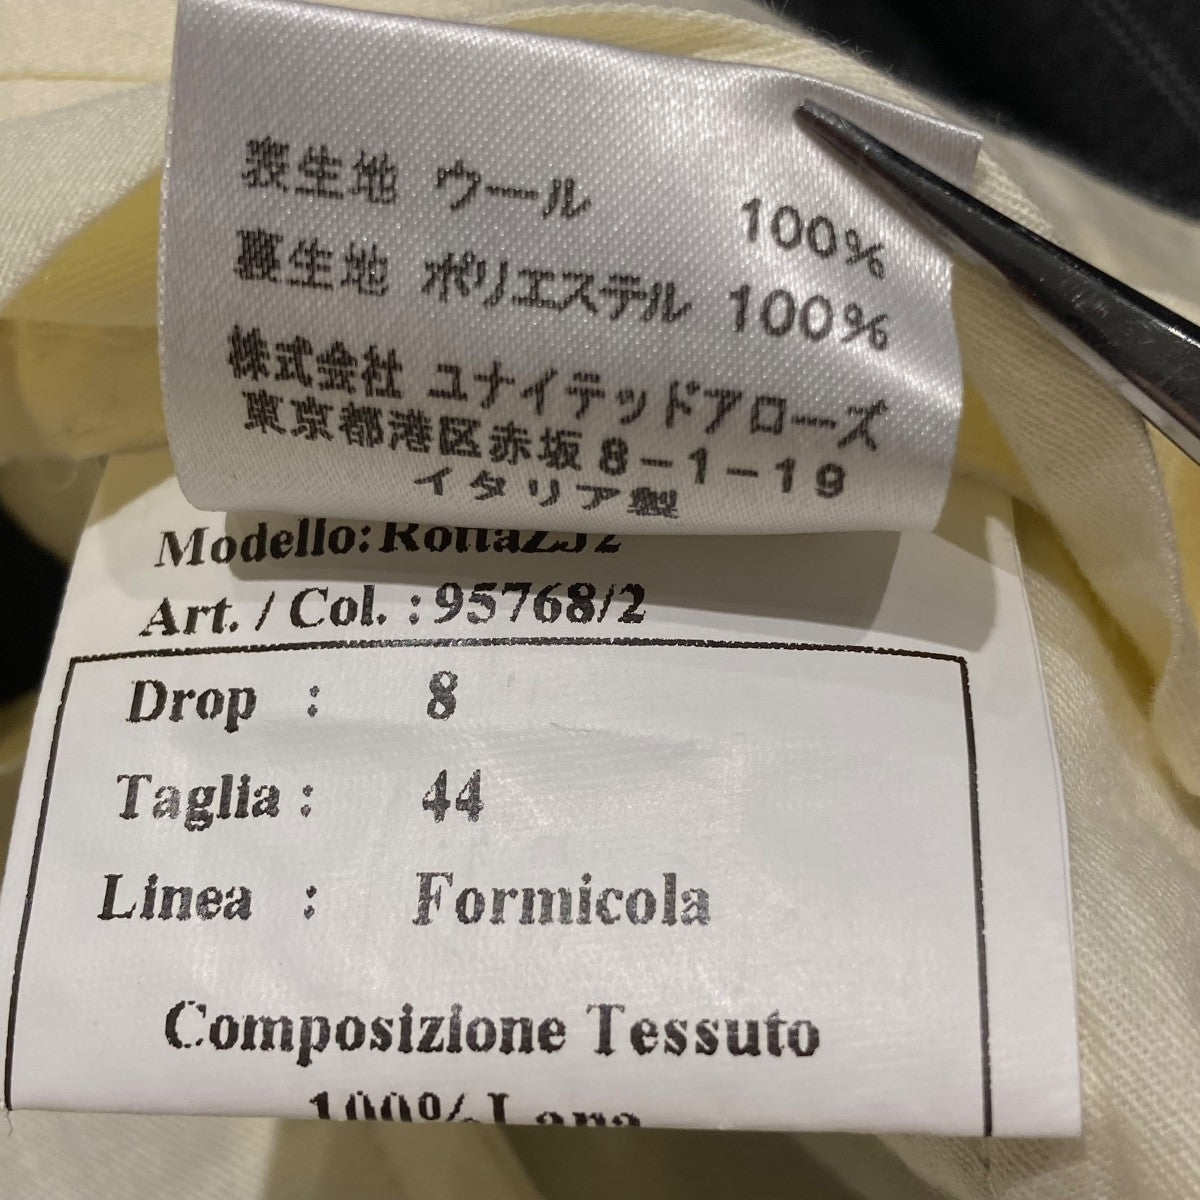 表生地 ウール 100%
裏生地 ポリエステル 100%
株式会社 ユナイテッドアローズ
東京都港区赤坂8-1-19
イタリア製
Modello:
Art. / Col. : 95768/2
Drop : 8
Taglia : 44
Linea : Formicola
Composizione Tessuto
100% Lana